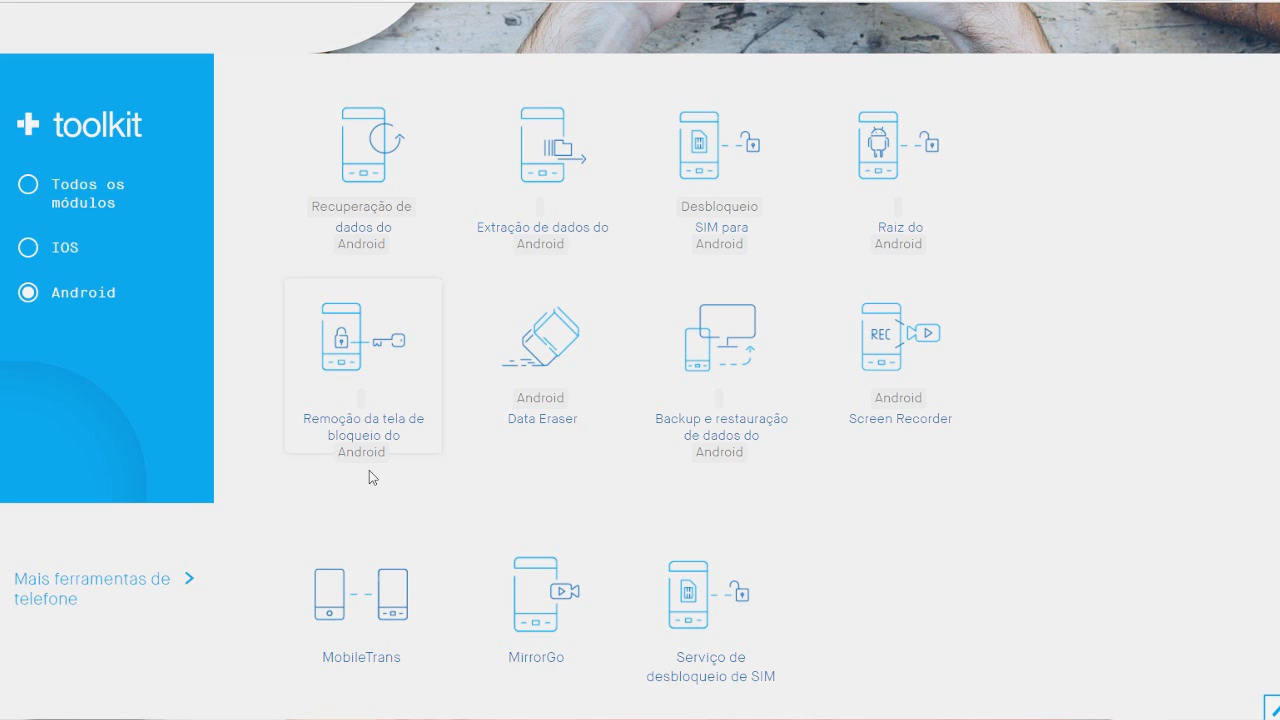 toolkit
Todos os
módulos
IOS
Android
Recuperação de
dados do
Android
Extração de dados do
Android
Desbloqueio
SIM para
Android
Raiz do
Android
Remoção da tela de
bloqueio do
Android
Android
Data Eraser
Backup e restauração
de dados do
Android
REC
Android
Screen Recorder
Mais ferramentas de
telefone
MobileTrans
MirrorGo
Serviço de
desbloqueio de SIM